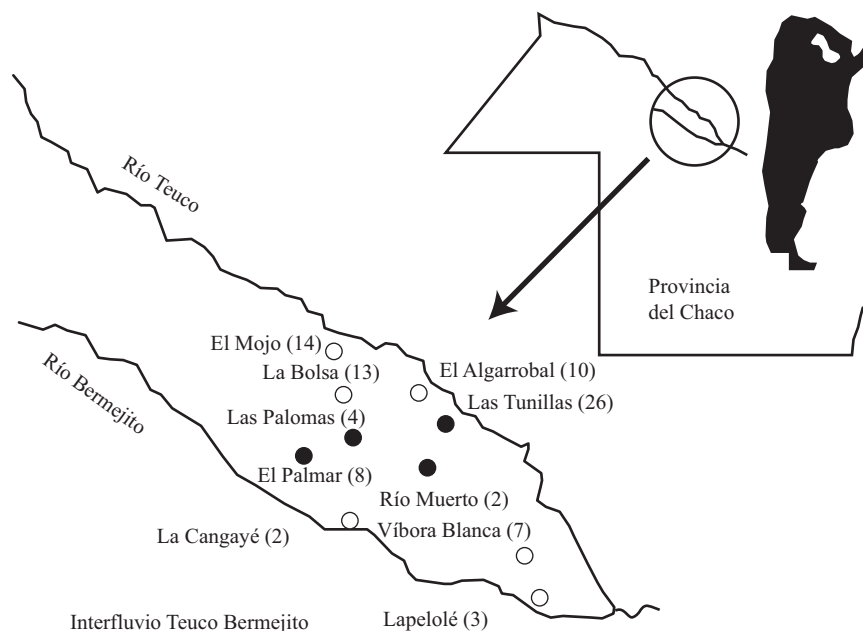 Río Teuco
Provincia
del Chaco
Río Bermejito
El Mojo (14)
La Bolsa (13)
El Algarrobal (10)
Las Palomas (4)
Las Tunillas (26)
El Palmar (8)
Río Muerto (2)
La Cangayé (2)
Víbora Blanca (7)
Interfluvio Teuco Bermejito
Lapelolé (3)